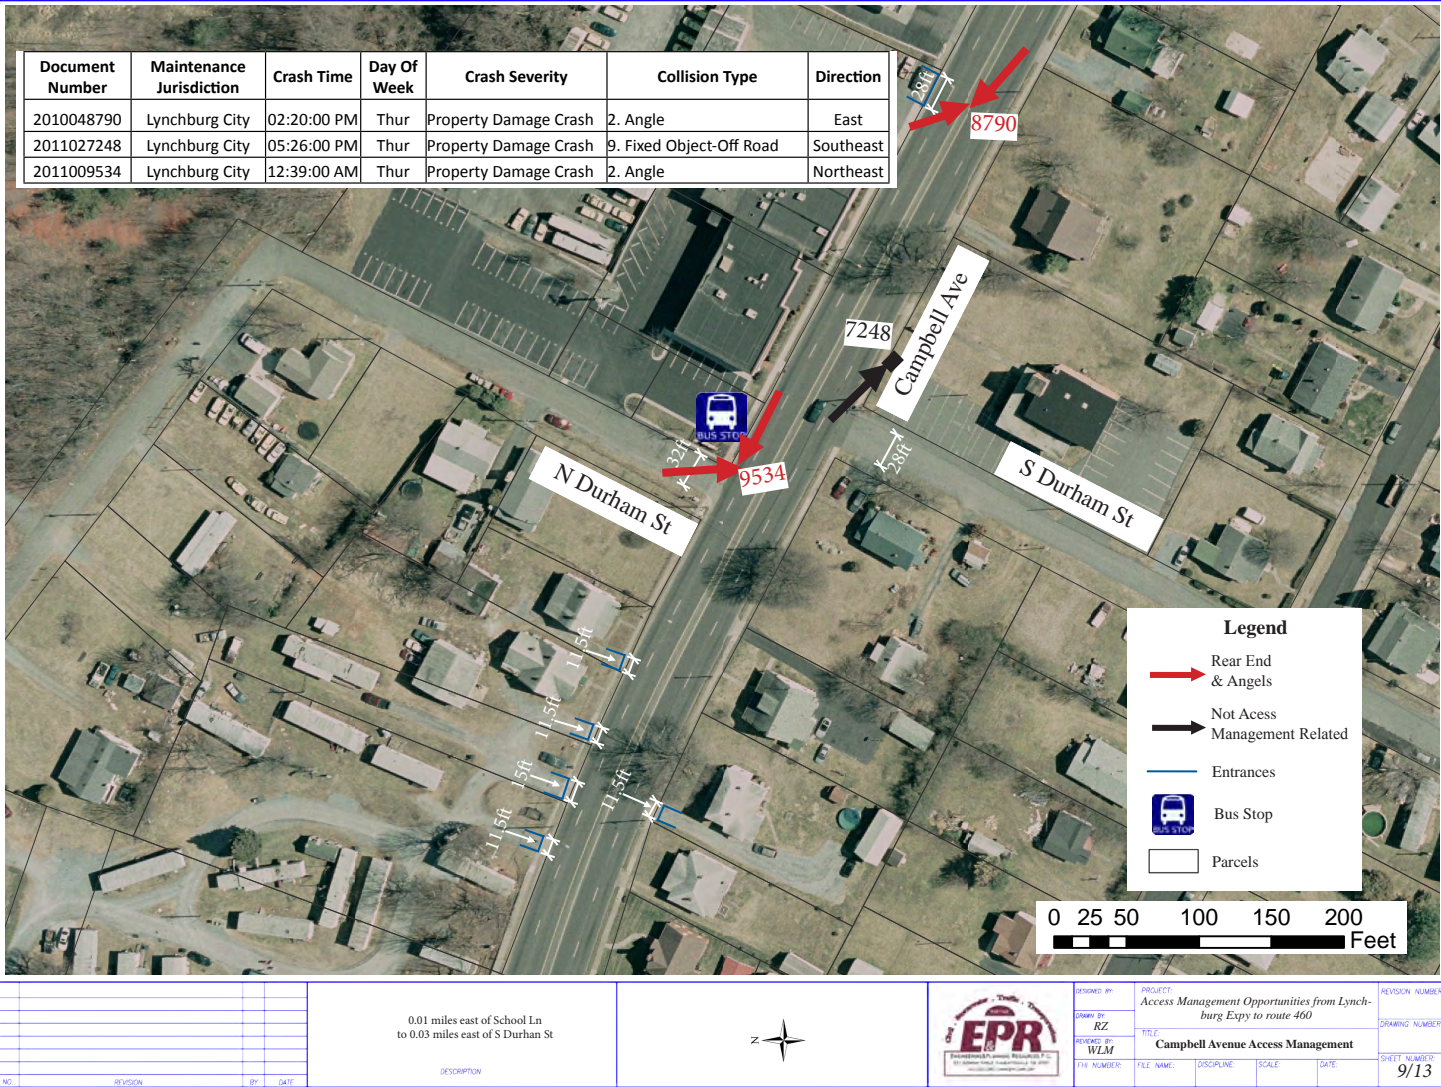 Document Number
Maintenance Jurisdiction
Crash Time
Day Of Week
Crash Severity
Collision Type
Direction
2010048790 Lynchburg City 02:20:00 PM Thur Property Damage Crash 2. Angle East
2011027248 Lynchburg City 05:26:00 PM Thur Property Damage Crash 9. Fixed Object-Off Road Southeast
2011009534 Lynchburg City 12:39:00 AM Thur Property Damage Crash 2. Angle Northeast
28ft
8790
7248
Campbell Ave
BUS STOP
32ft
9534
28ft
N Durham St
S Durham St
11.5ft
11.5ft
15ft
11.5ft
11.5ft
Legend
Rear End
& Angels
Not Acess
Management Related
Entrances
BUS STOP
Bus Stop
Parcels
0 25 50 100 150 200
Feet
NO.
REVISION
BY
DATE
0.01 miles east of School Ln
to 0.03 miles east of S Durhan St
DESCRIPTION
N
EPR
DESIGNED BY:
DRAWN BY:
RZ
REVIEWED BY:
WLM
PROJECT:
Access Management Opportunities from Lynch-
burg Expy to route 460
TITLE:
Campbell Avenue Access Management
FILE NAME:
DISCIPLINE:
SCALE:
DATE:
REVISION NUMBER
DRAWING NUMBER
SHEET NUMBER:
9/13